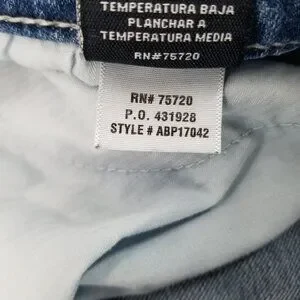 TEMPERATURA BAJA
PLANCHAR A
TEMPERATURA MEDIA
RN#75720
RN# 75720
P.O. 431928
STYLE # ABP17042